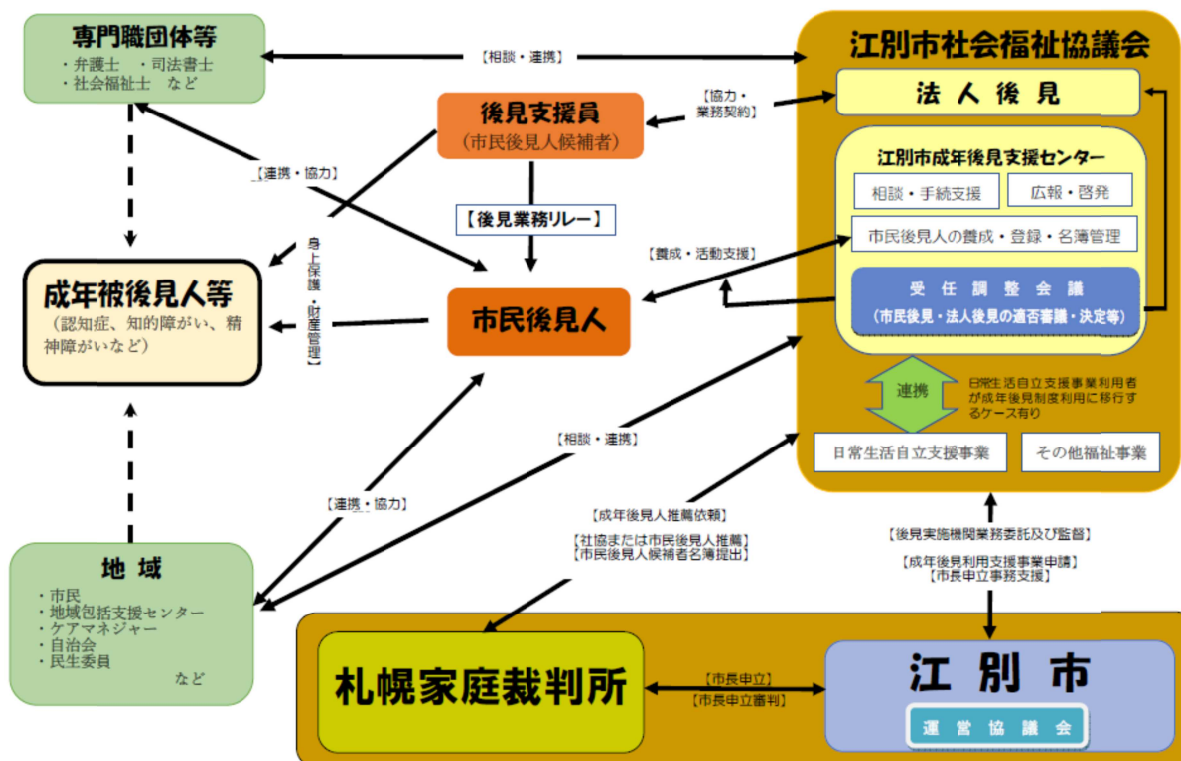 専門職団体等
・弁護士 ・司法書士
・社会福祉士 など
【相談・連携】
江別市社会福祉協議会
法人後見
【協力・
業務契約】
後見支援員
(市民後見人候補者)
江別市成年後見支援センター
相談・手続支援
広報・啓発
市民後見人の養成・登録・名簿管理
受任調整会議
(市民後見・法人後見の適否審議・決定等)
【連携・協力】
【後見業務リレー】
【養成・活動支援】
【身上保護・財産管理】
成年被後見人等
(認知症、知的障がい、精
神障がいなど)
市民後見人
連携
日常生活自立支援事業利用者
が成年後見制度利用に移行す
るケース有り
日常生活自立支援事業
その他福祉事業
【相談・連携】
【連携・協力】
【成年後見人推薦依頼】
【社協または市民後見人推薦】
【市民後見人候補者名簿提出】
【後見実施機関業務委託及び監督】
【成年後見利用支援事業申請】
【市長申立事務支援】
地域
・市民
・地域包括支援センター
・ケアマネジャー
・自治会
・民生委員
など
札幌家庭裁判所
【市長申立】
【市長申立審判】
江別市
運営協議会